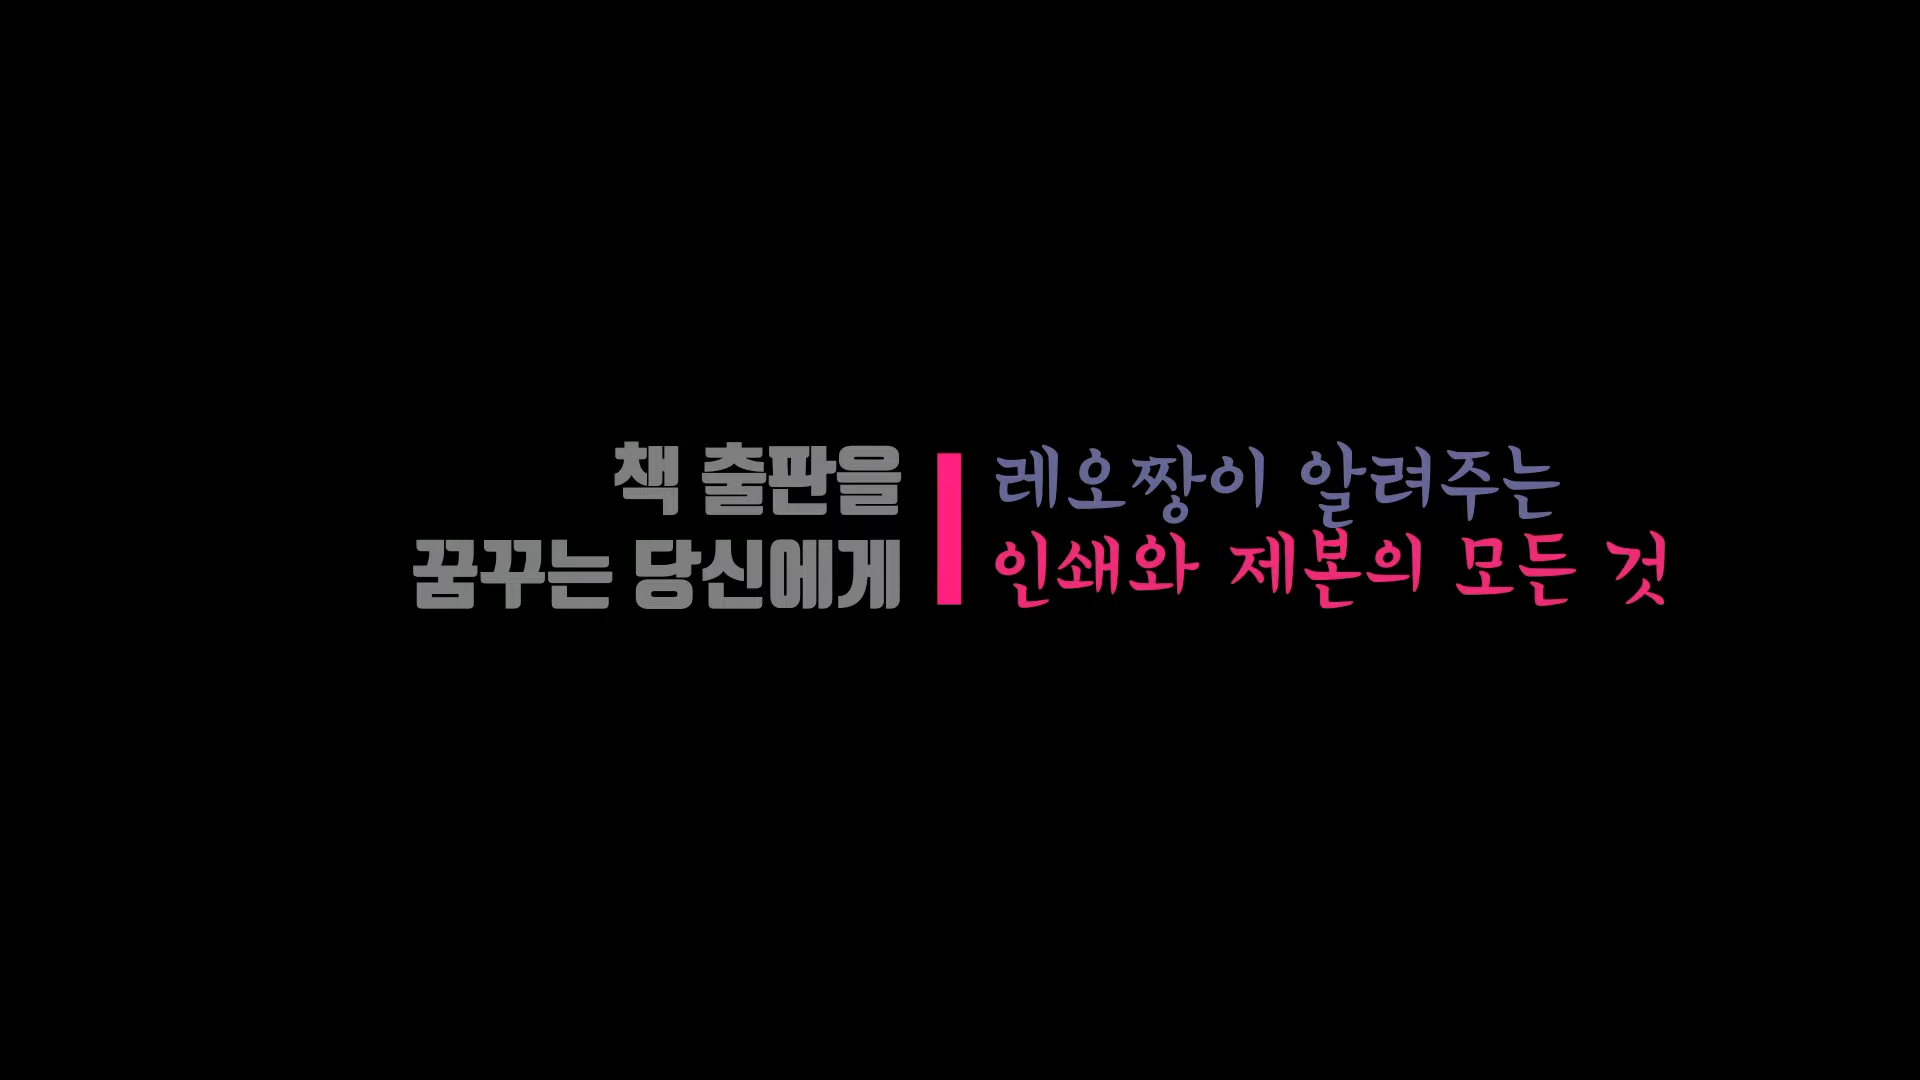 책 출판을
꿈꾸는 당신에게
레오짱이 알려주는
인쇄와 제본의 모든 것